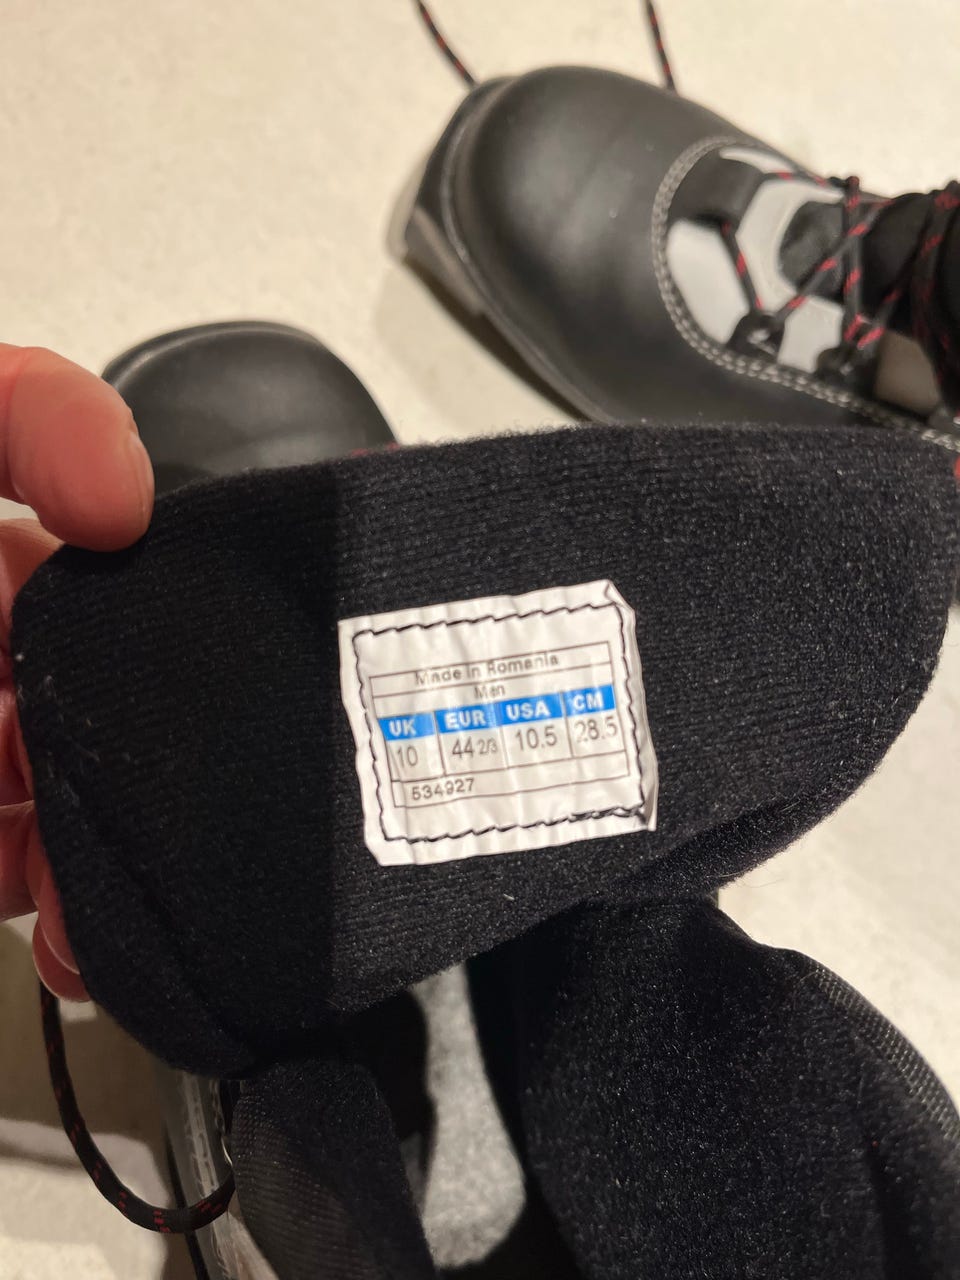 Made in Romania
Men
UK EUR USA CM
10 44 2/3 10.5 28.5
534927